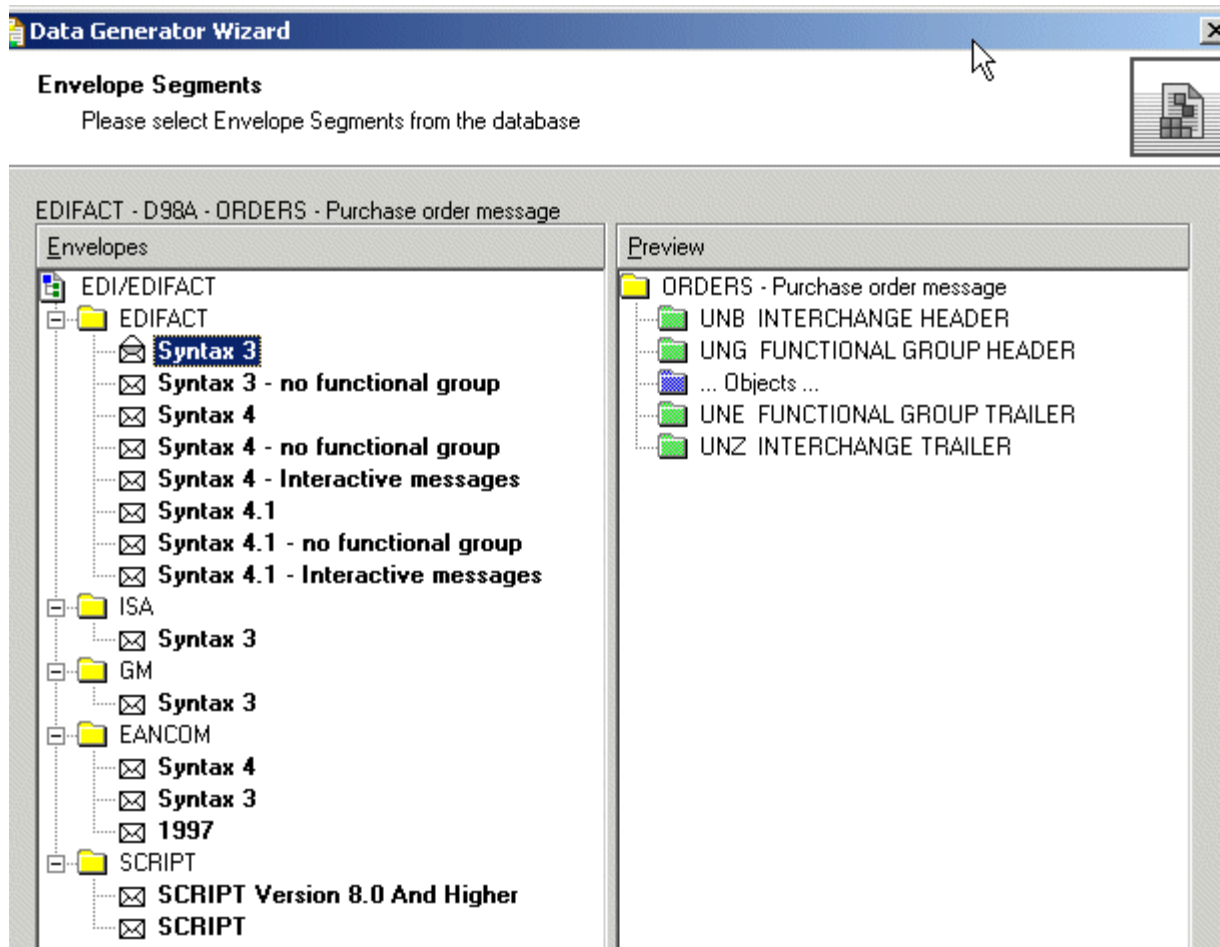 Data Generator Wizard
Envelope Segments
Please select Envelope Segments from the database
EDIFACT - D98A - ORDERS - Purchase order message
Envelopes
EDI/EDIFACT
EDIFACT
Syntax 3
Syntax 3 - no functional group
Syntax 4
Syntax 4 - no functional group
Syntax 4 - Interactive messages
Syntax 4.1
Syntax 4.1 - no functional group
Syntax 4.1 - Interactive messages
ISA
Syntax 3
GM
Syntax 3
EANCOM
Syntax 4
Syntax 3
1997
SCRIPT
SCRIPT Version 8.0 And Higher
SCRIPT
Preview
ORDERS - Purchase order message
UNB INTERCHANGE HEADER
UNG FUNCTIONAL GROUP HEADER
... Objects ...
UNE FUNCTIONAL GROUP TRAILER
UNZ INTERCHANGE TRAILER